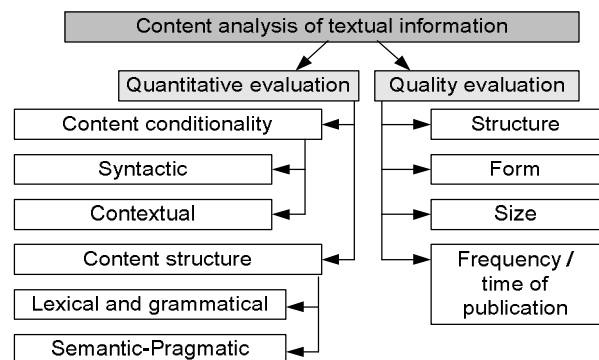 Content analysis of textual information
Quantitative evaluation
Content conditionality
Syntactic
Contextual
Content structure
Lexical and grammatical
Semantic-Pragmatic
Quality evaluation
Structure
Form
Size
Frequency /
time of
publication